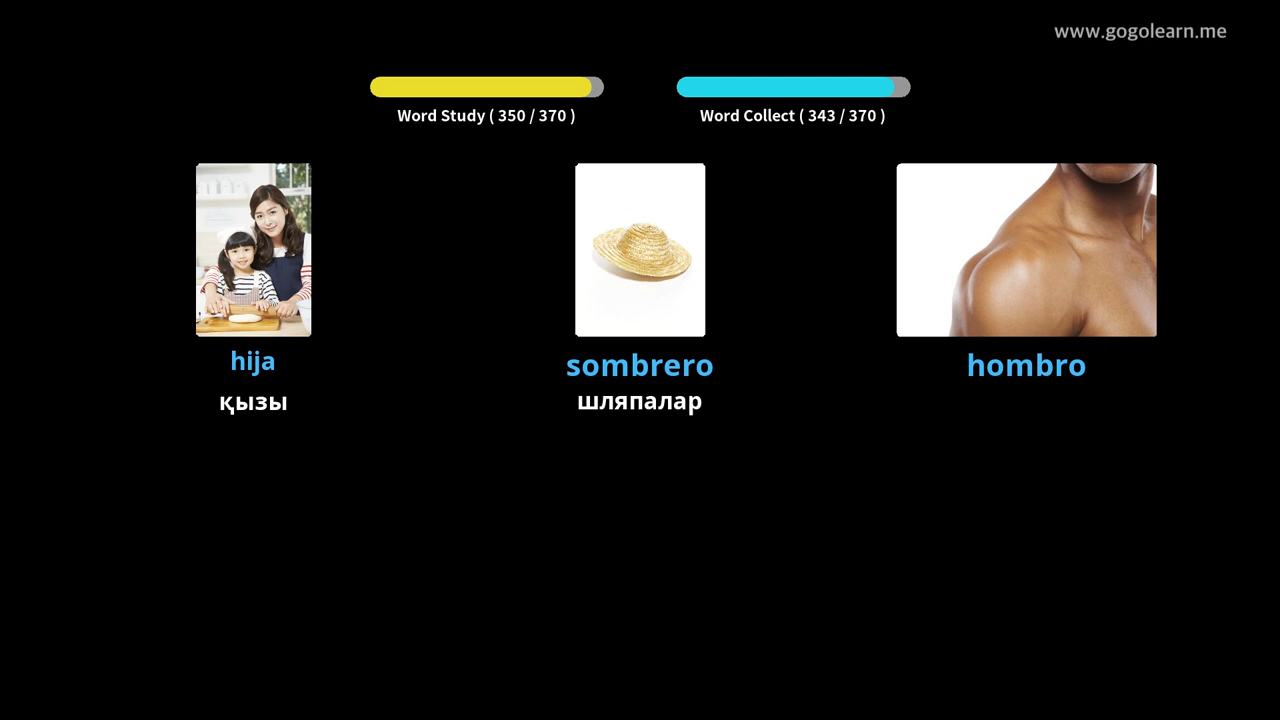 www.gogolearn.me
Word Study ( 350 / 370 )
Word Collect ( 343 / 370 )
hija
sombrero
hombro
қызы
шляпалар